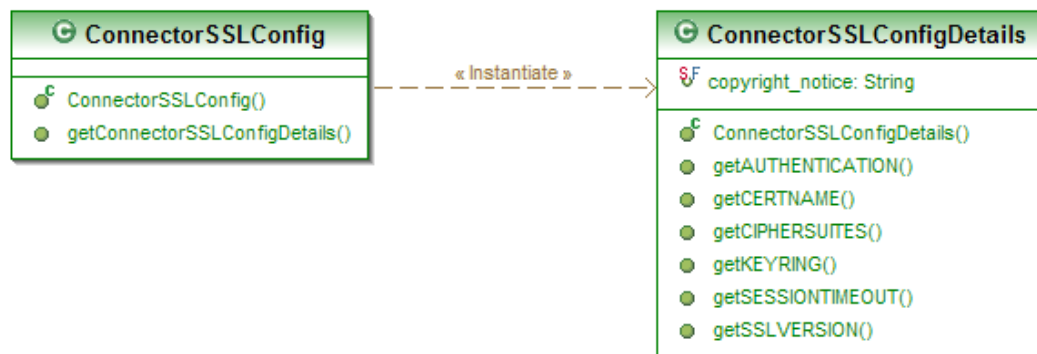 C ConnectorSSLConfig
C ConnectorSSLConfig()
getConnectorSSLConfigDetails()
« Instantiate »
C ConnectorSSLConfigDetails
S F copyright_notice: String
C ConnectorSSLConfigDetails()
getAUTHENTICATION()
getCERTNAME()
getCIPHERSUITES()
getKEYRING()
getSESSIONTIMEOUT()
getSSLVERSION()